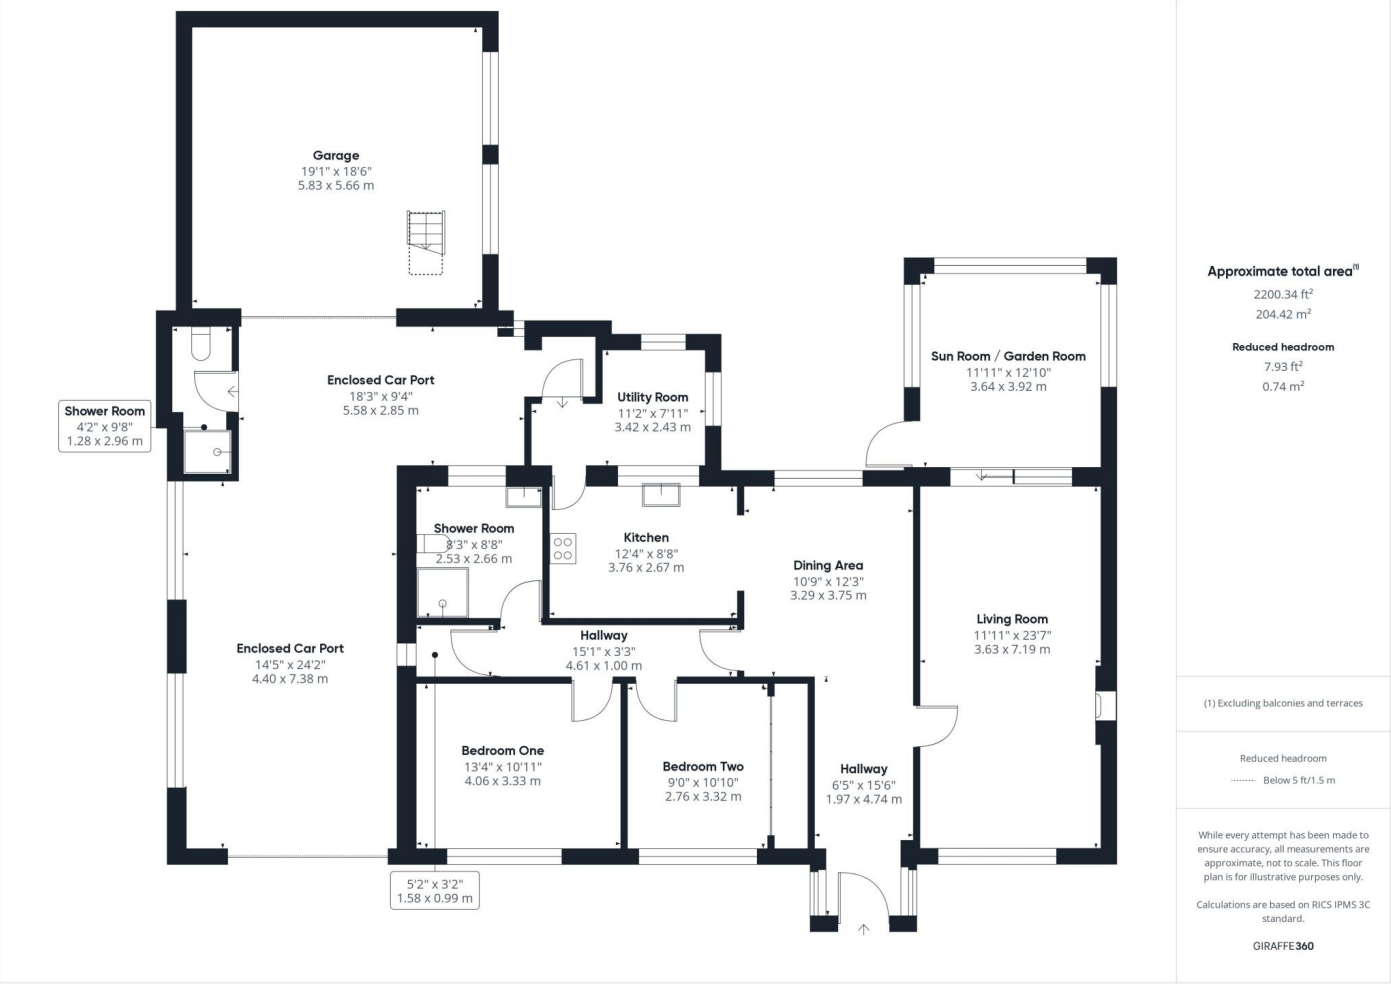 Garage
19'1" x 18'6"
5.83 x 5.66 m
Enclosed Car Port
18'3" x 9'4"
5.58 x 2.85 m
Shower Room
4'2" x 9'8"
1.28 x 2.96 m
Utility Room
11'2" x 7'11"
3.42 x 2.43 m
Sun Room / Garden Room
11'11" x 12'10"
3.64 x 3.92 m
Shower Room
8'3" x 8'8"
2.53 x 2.66 m
Kitchen
12'4" x 8'8"
3.76 x 2.67 m
Dining Area
10'9" x 12'3"
3.29 x 3.75 m
Living Room
11'11" x 23'7"
3.63 x 7.19 m
Hallway
15'1" x 3'3"
4.61 x 1.00 m
Enclosed Car Port
14'5" x 24'2"
4.40 x 7.38 m
Bedroom One
13'4" x 10'11"
4.06 x 3.33 m
Bedroom Two
9'0" x 10'10"
2.76 x 3.32 m
Hallway
6'5" x 15'6"
1.97 x 4.74 m
5'2" x 3'2"
1.58 x 0.99 m
Approximate total area(1)
2200.34 ft²
204.42 m²
Reduced headroom
7.93 ft²
0.74 m²
(1) Excluding balconies and terraces
Reduced headroom
Below 5 ft/1.5 m
While every attempt has been made to
ensure accuracy, all measurements are
approximate, not to scale. This floor
plan is for illustrative purposes only.
Calculations are based on RICS IPMS 3C
standard.
GIRAFFE360